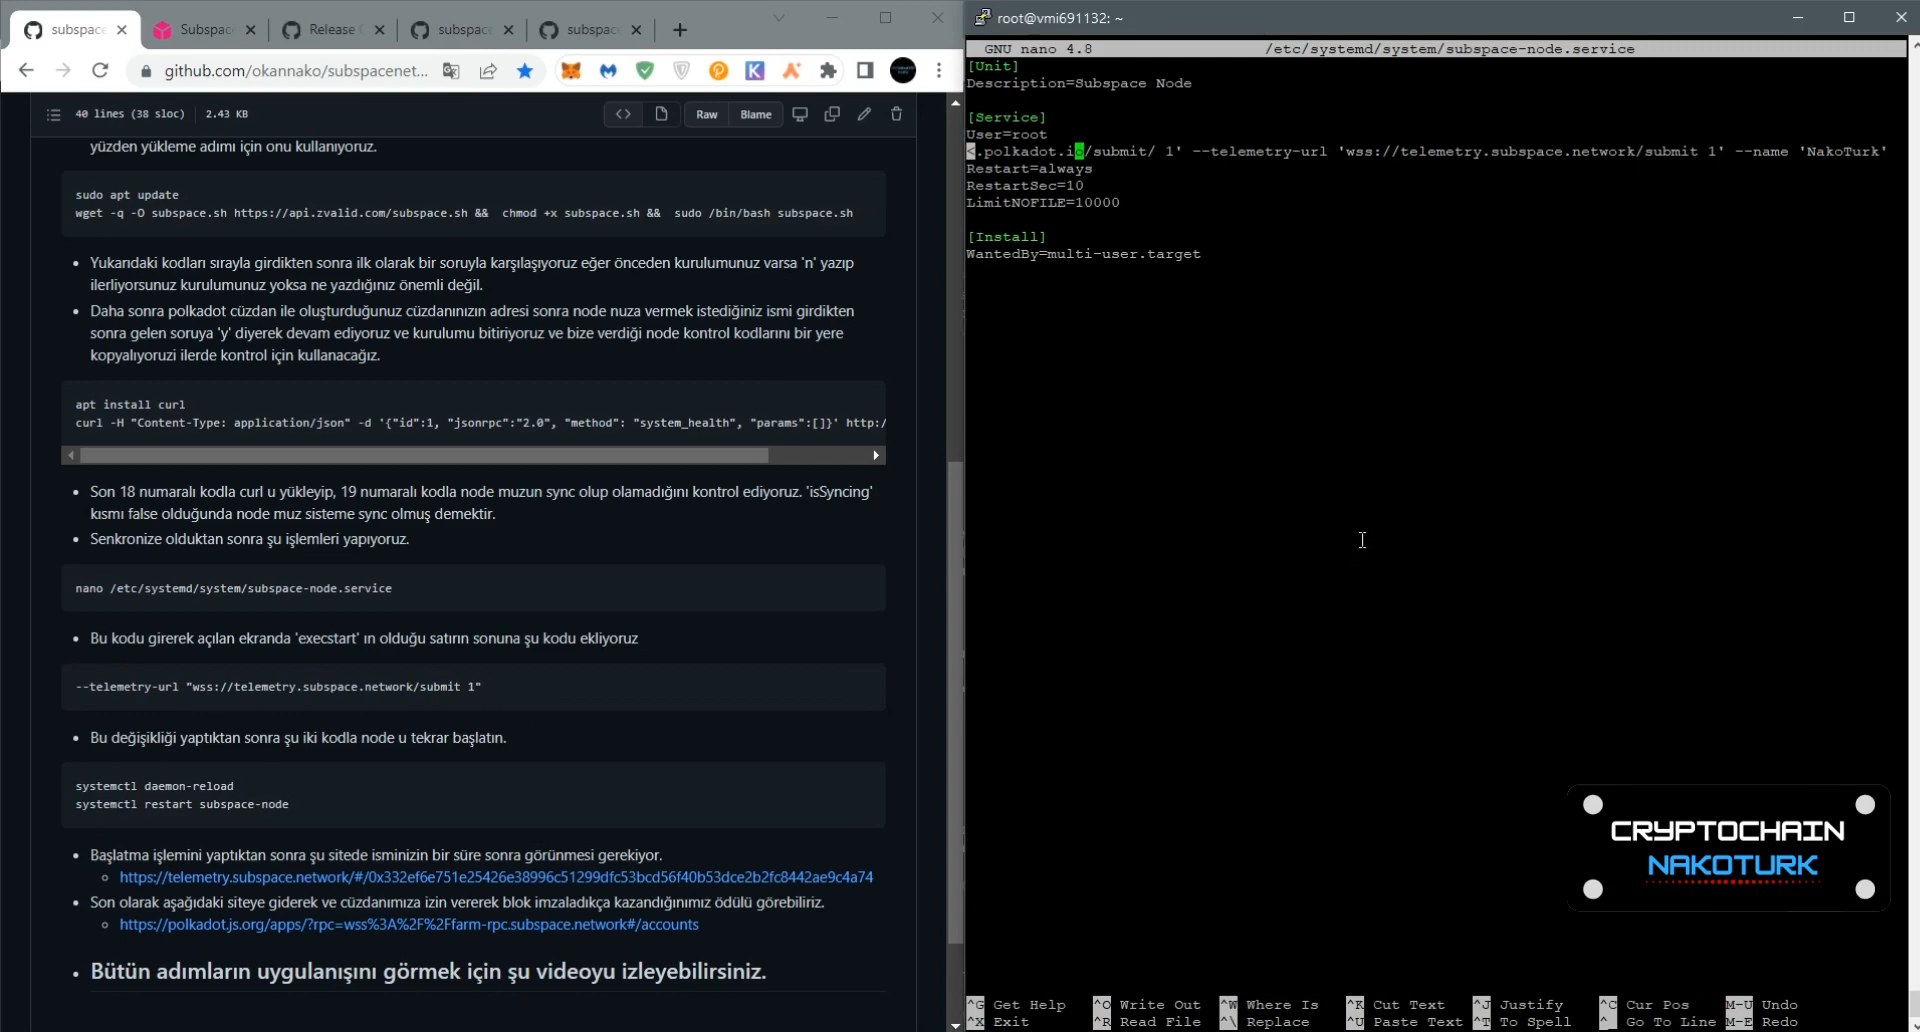 subspace
Subspac
Release
subspac
subspac
root@vmi691132: ~
github.com/okannako/subspacenet...
GNU nano 4.8 /etc/systemd/system/subspace-node.service
40 lines (38 sloc) 2.43 KB
Raw Blame
yüzden yükleme adımı için onu kullanıyoruz.
sudo apt update
wget -q -O subspace.sh https://api.zvalid.com/subspace.sh && chmod +x subspace.sh && sudo /bin/bash subspace.sh
Yukarıdaki kodları sırayla girdikten sonra ilk olarak bir soruyla karşılaşıyoruz eğer önceden kurulumunuz varsa 'n' yazıp
ilerliyorsunuz kurulumunuz yoksa ne yazdığınız önemli değil.
Daha sonra polkadot cüzdan ile oluşturduğunuz cüzdanınızın adresi sonra node nuza vermek istediğiniz ismi girdikten
sonra gelen soruya 'y' diyerek devam ediyoruz ve kurulumu bitiriyoruz ve bize verdiği node kontrol kodlarını bir yere
kopyalıyoruzi ilerde kontrol için kullanacağız.
apt install curl
curl -H "Content-Type: application/json" -d '{"id":1, "jsonrpc":"2.0", "method": "system_health", "params":[]}' http:/
Son 18 numaralı kodla curl u yükleyip, 19 numaralı kodla node muzun sync olup olamadığını kontrol ediyoruz. 'isSyncing'
kısmı false olduğunda node muz sisteme sync olmuş demektir.
Senkronize olduktan sonra şu işlemleri yapıyoruz.
nano /etc/systemd/system/subspace-node.service
Bu kodu girerek açılan ekranda 'execstart' ın olduğu satırın sonuna şu kodu ekliyoruz
--telemetry-url "wss://telemetry.subspace.network/submit 1"
Bu değişikliği yaptıktan sonra şu iki kodla node u tekrar başlatın.
systemctl daemon-reload
systemctl restart subspace-node
Başlatma işlemini yaptıktan sonra şu sitede isminizin bir süre sonra görünmesi gerekiyor.
https://telemetry.subspace.network/#/0x332ef6e751e25426e38996c51299dfc53bcd56f40b53dce2b2fc8442ae9c4a74
Son olarak aşağıdaki siteye giderek ve cüzdanımıza izin vererek blok imzaladıkça kazandığınımız ödülü görebiliriz.
https://polkadot.js.org/apps/?rpc=wss%3A%2F%2Ffarm-rpc.subspace.network#/accounts
Bütün adımların uygulanışını görmek için şu videoyu izleyebilirsiniz.
[Unit]
Description=Subspace Node
[Service]
User=root
<.polkadot.io/submit/ 1' --telemetry-url 'wss://telemetry.subspace.network/submit 1' --name 'NakoTurk'
Restart=always
RestartSec=10
LimitNOFILE=10000
[Install]
WantedBy=multi-user.target
CRYPTOCHAIN
NAKOTURK
^G Get Help ^O Write Out ^W Where Is ^K Cut Text ^J Justify ^C Cur Pos M-U Undo
^X Exit ^R Read File ^\ Replace ^U Paste Text ^T To Spell ^_ Go To Line M-E Redo